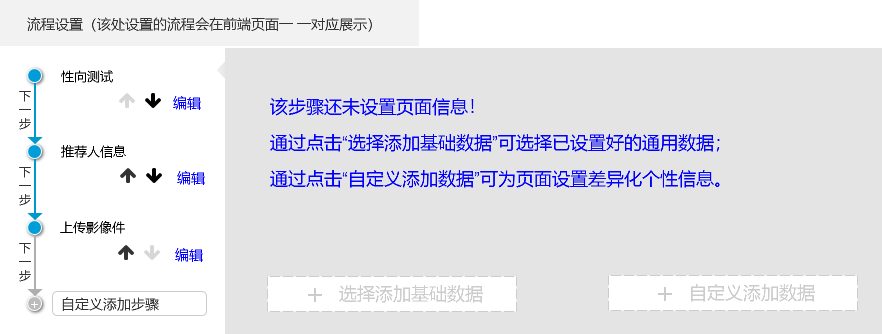 流程设置（该处设置的流程会在前端页面一 一对应展示）
性向测试
下一步
编辑
推荐人信息
下一步
编辑
上传影像件
下一步
编辑
自定义添加步骤
该步骤还未设置页面信息！
通过点击“选择添加基础数据”可选择已设置好的通用数据；
通过点击“自定义添加数据”可为页面设置差异化个性信息。
＋ 选择添加基础数据
＋ 自定义添加数据